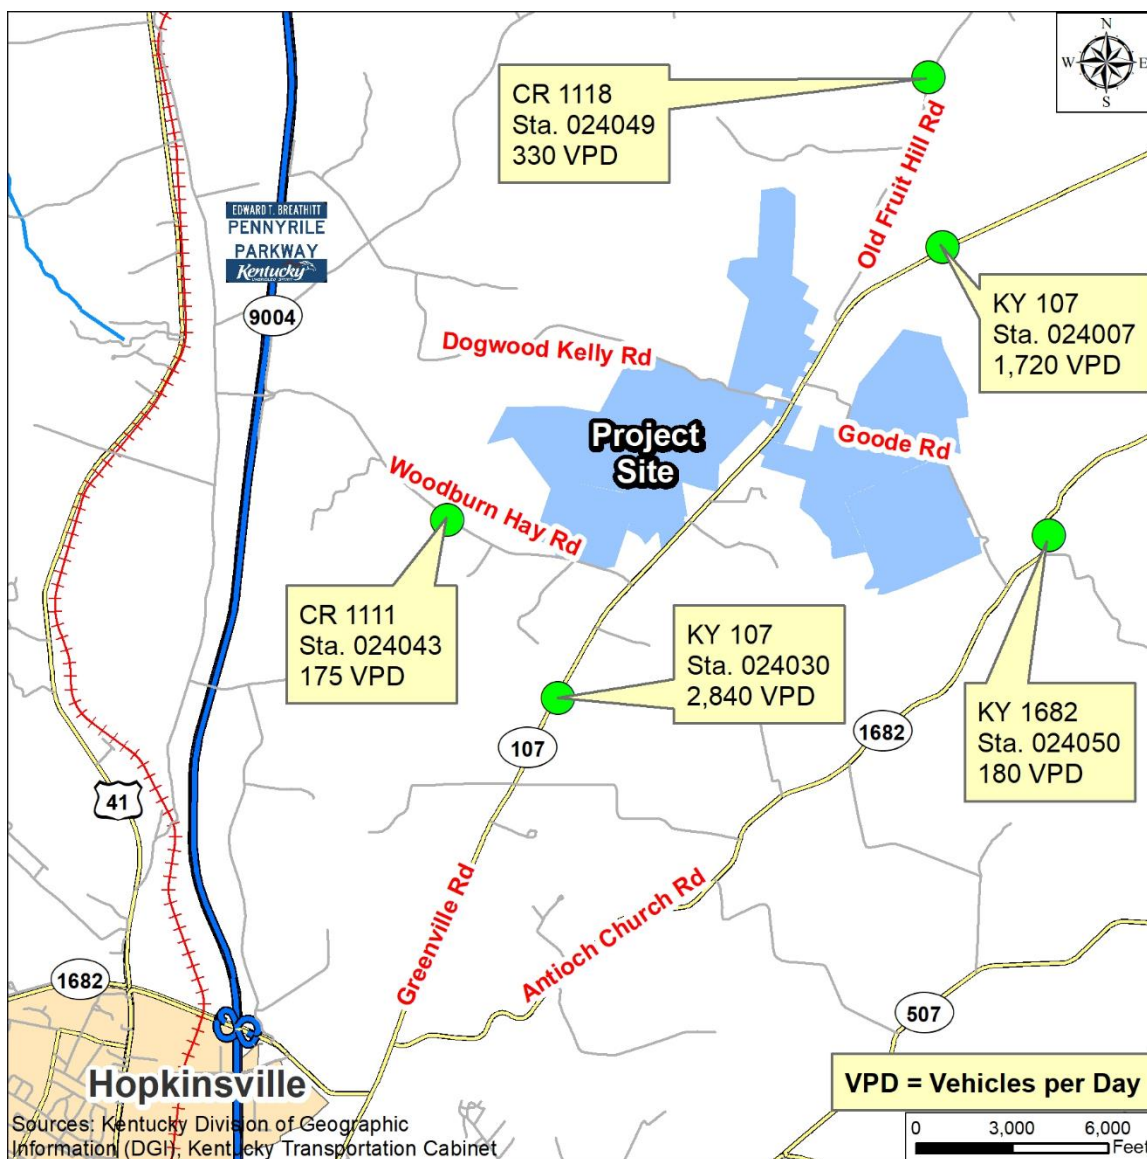 N
W E
S
CR 1118
Sta. 024049
330 VPD
Old Fruit Hill Rd
EDWARD T. BREATHITT
PENNYRILE
PARKWAY
Kentucky
9004
KY 107
Sta. 024007
1,720 VPD
Dogwood Kelly Rd
Project
Site
Goode Rd
Woodburn Hay Rd
CR 1111
Sta. 024043
175 VPD
KY 107
Sta. 024030
2,840 VPD
KY 1682
Sta. 024050
180 VPD
107
1682
41
Greenville Rd
Antioch Church Rd
1682
507
Hopkinsville
VPD = Vehicles per Day
Sources: Kentucky Division of Geographic
Information (DGI), Kentucky Transportation Cabinet
0 3,000 6,000
Feet